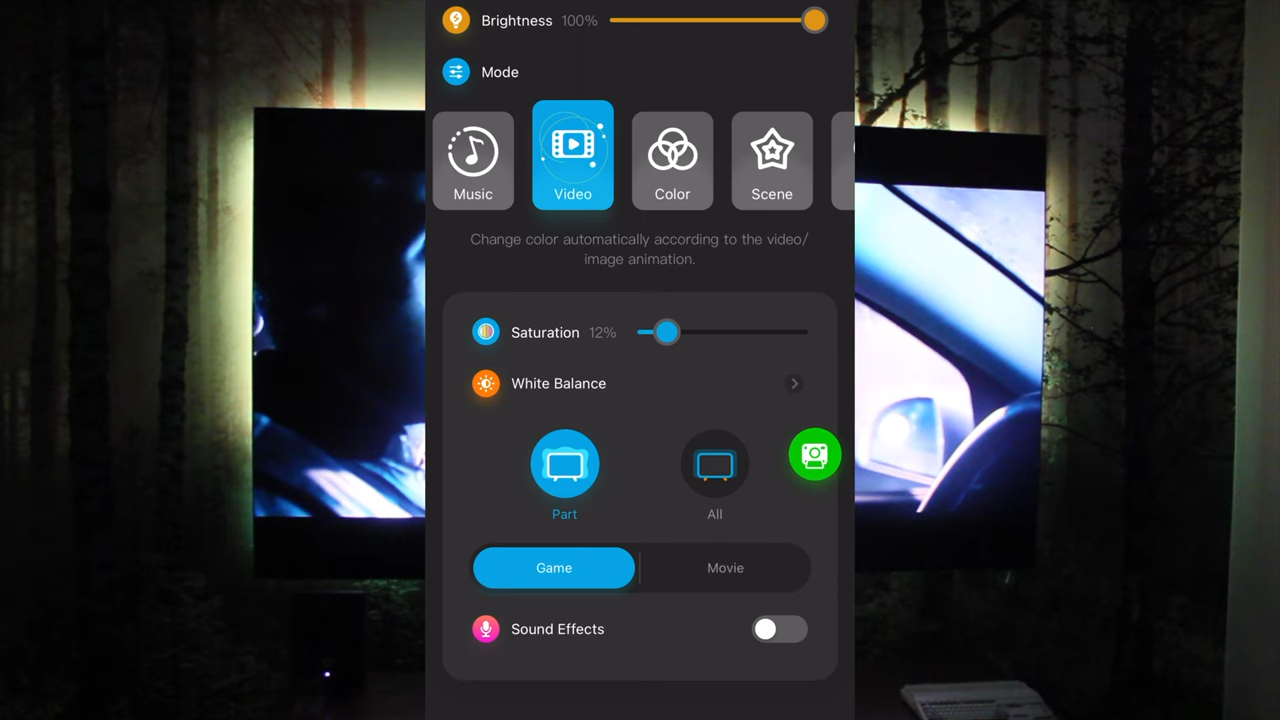 Brightness 100%
Mode
Music
Video
Color
Scene
Change color automatically according to the video/
image animation.
Saturation 12%
White Balance
Part
All
Game
Movie
Sound Effects